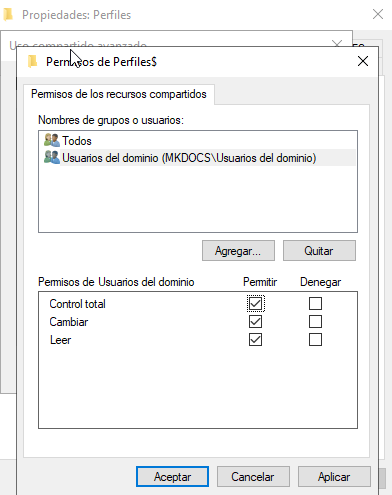 Propiedades: Perfiles
Uso compartido avanzado
Permisos de Perfiles$
Permisos de los recursos compartidos
Nombres de grupos o usuarios:
Todos
Usuarios del dominio (MKDOCS\Usuarios del dominio)
Agregar...
Quitar
Permisos de Usuarios del dominio
Permitir
Denegar
Control total
Cambiar
Leer
Aceptar
Cancelar
Aplicar